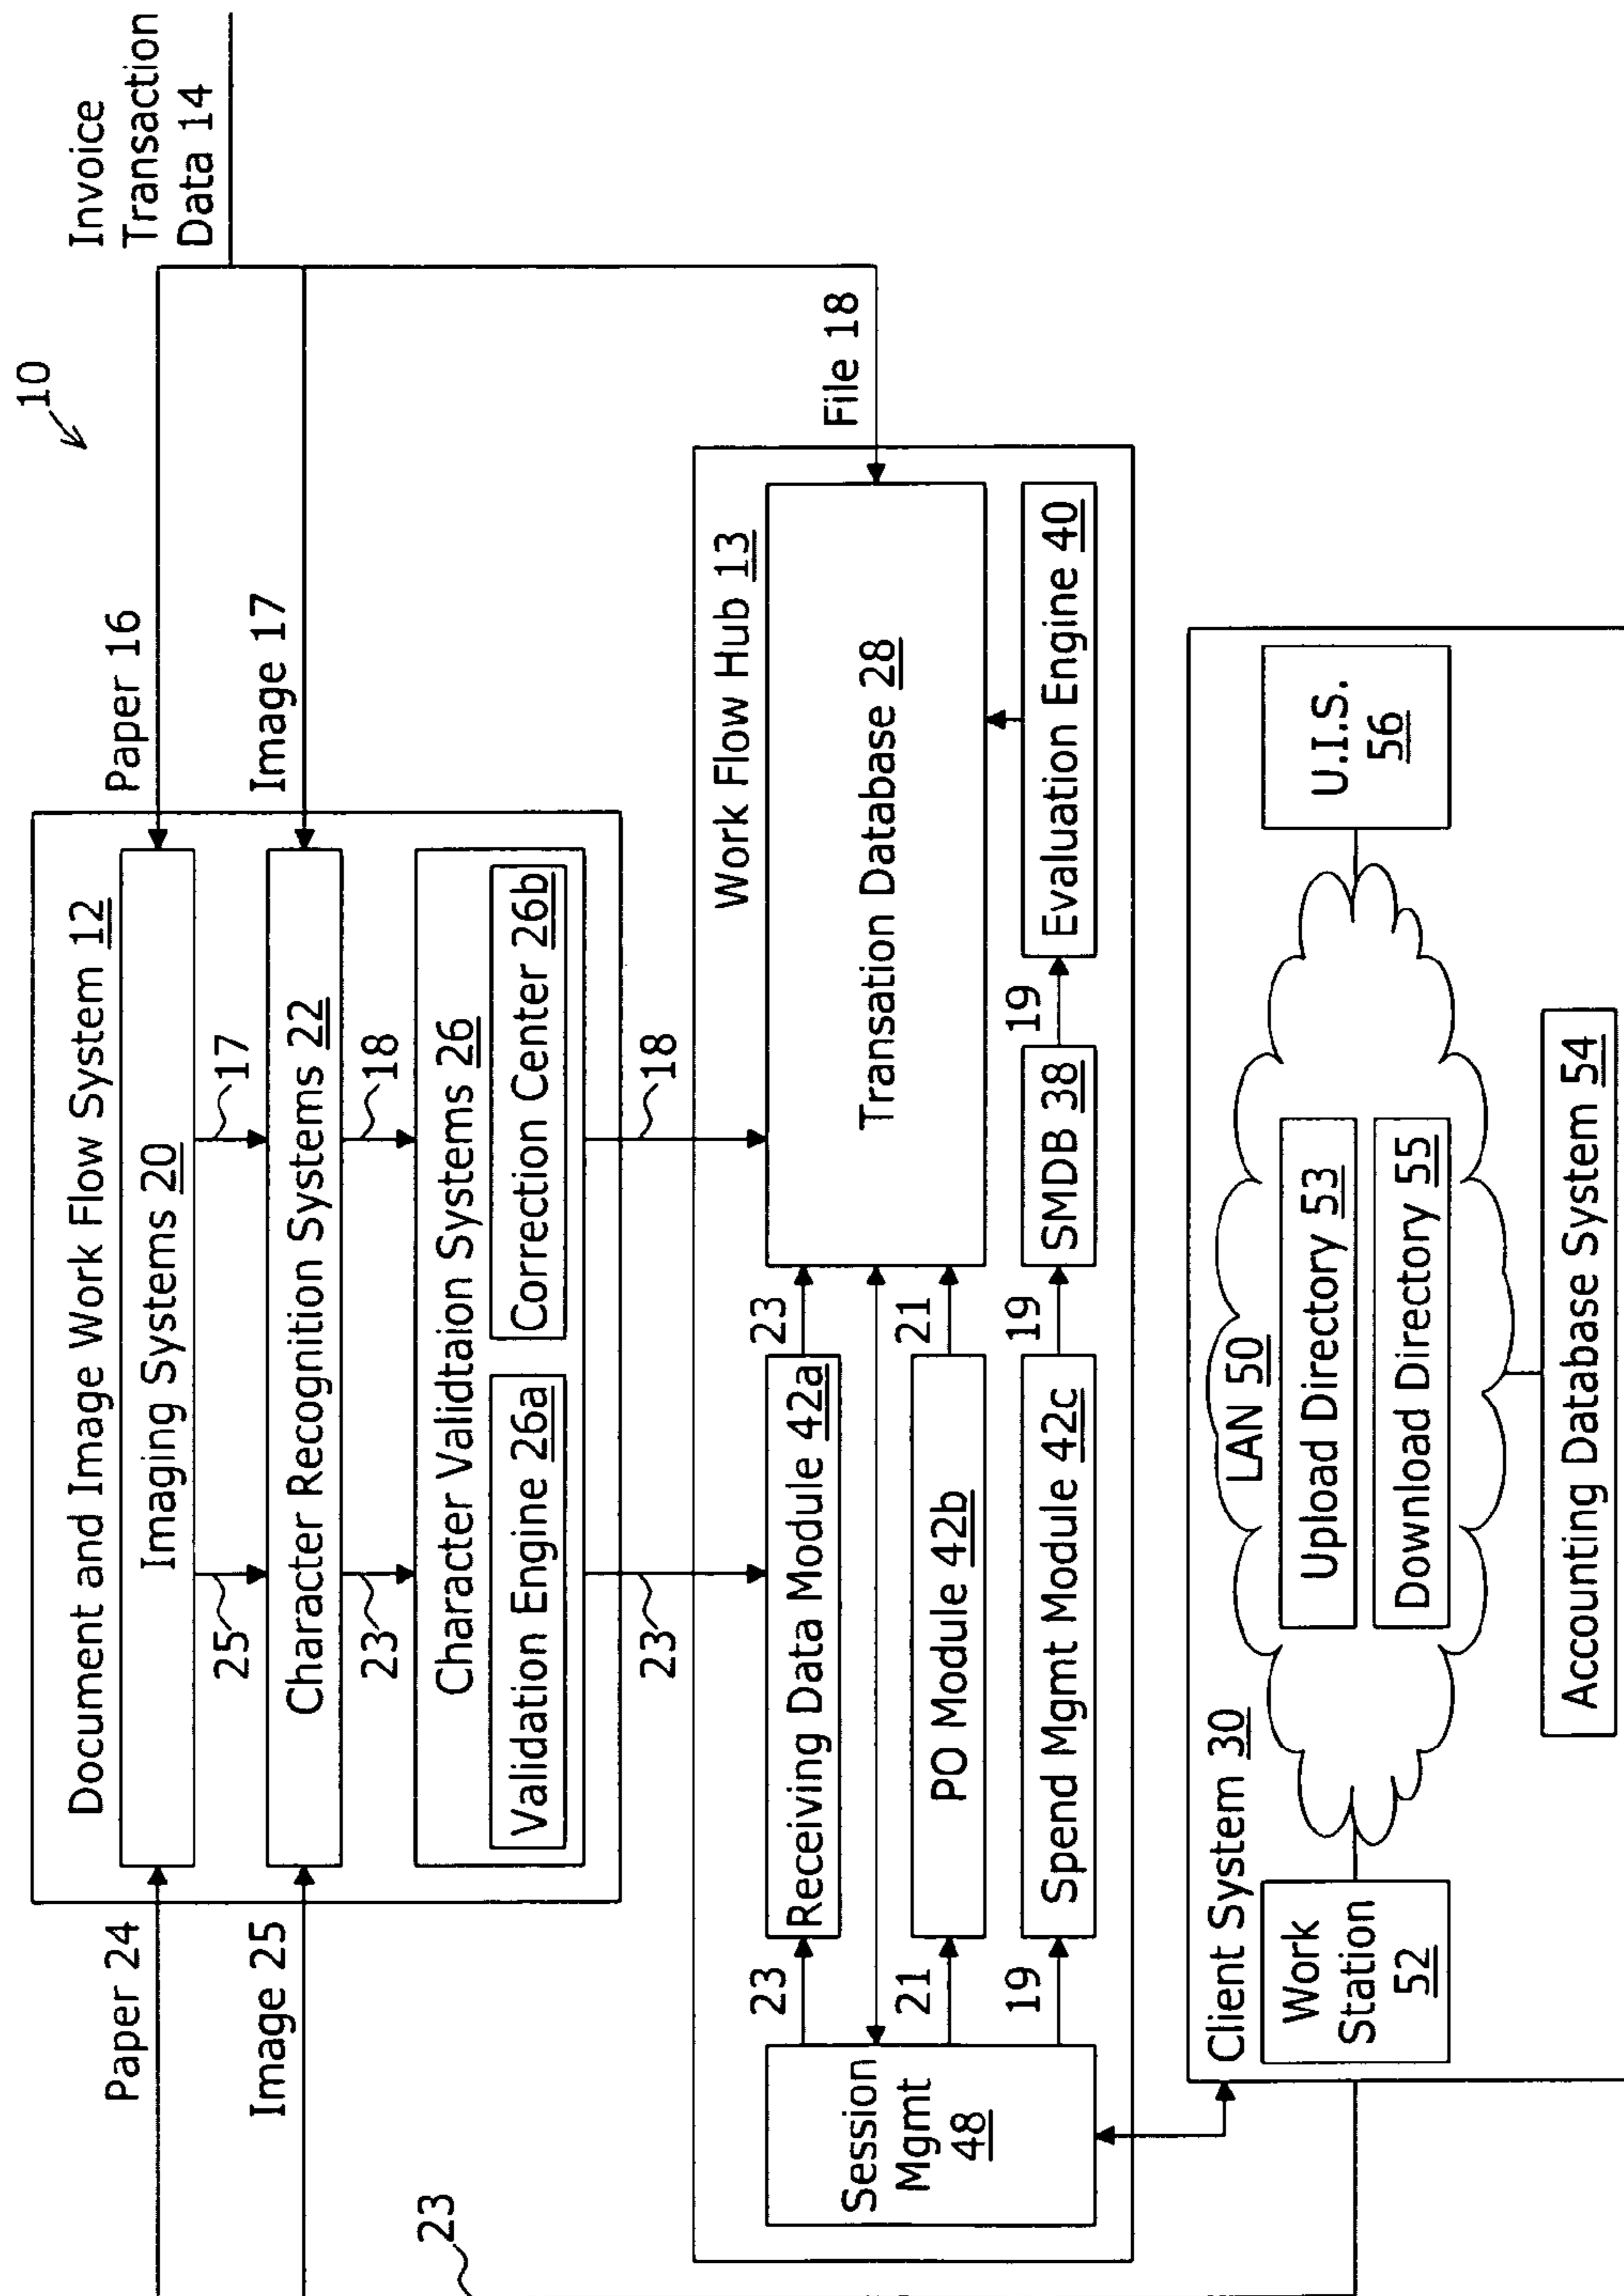 10
Invoice
Transaction
Data 14
Paper 24
Paper 16
Image 25
Image 17
File 18
Document and Image Work Flow System 12
Imaging Systems 20
25
17
Character Recognition Systems 22
23
18
Character Validtaion Systems 26
Validation Engine 26a
Correction Center 26b
23
18
23
Work Flow Hub 13
Session
Mgmt
48
23
Receiving Data Module 42a
23
Transation Database 28
21
PO Module 42b
21
19
Spend Mgmt Module 42c
19
SMDB 38
19
Evaluation Engine 40
Client System 30
Work
Station
52
LAN 50
Upload Directory 53
Download Directory 55
U.I.S.
56
Accounting Database System 54